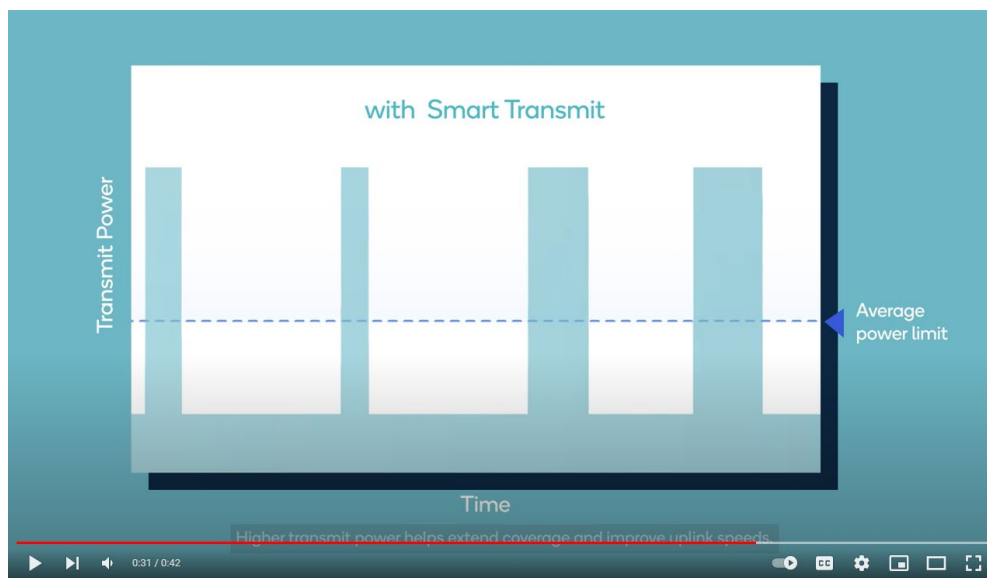 with Smart Transmit
Transmit Power
Average
power limit
Time
Higher transmit power helps extend coverage and improve uplink speeds.
0:31 / 0:42
CC